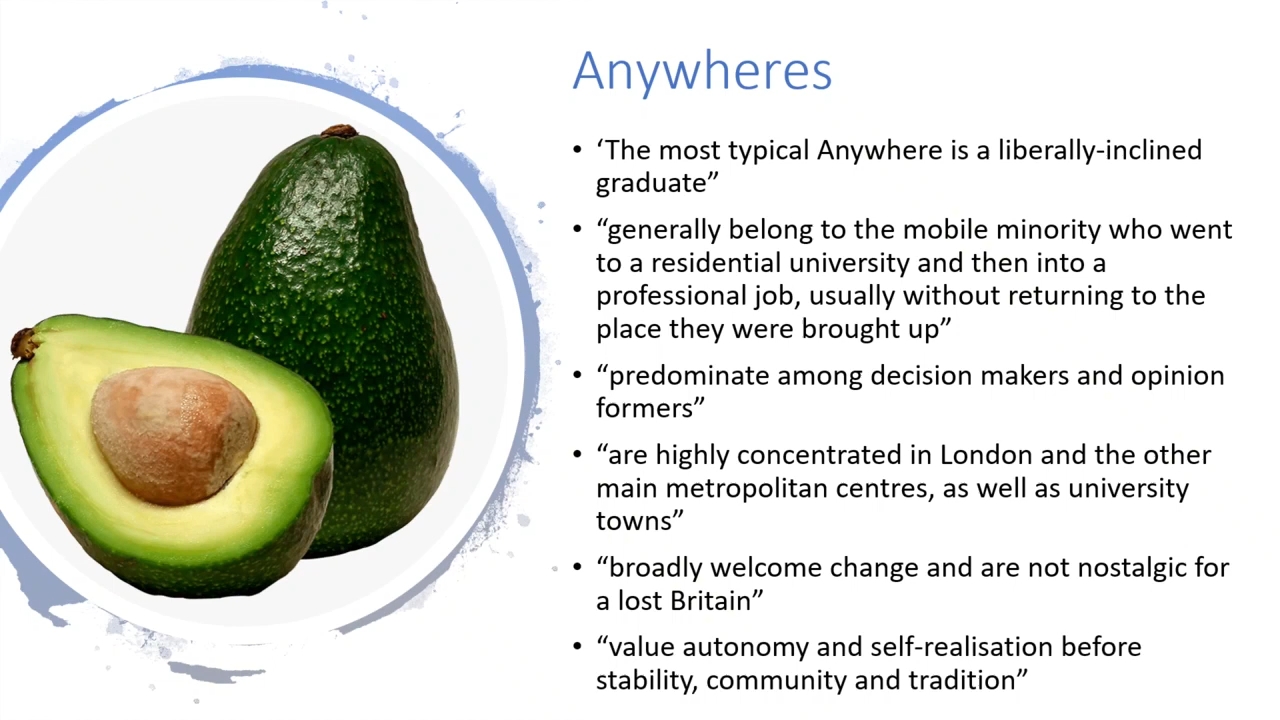 Anywheres
• ‘The most typical Anywhere is a liberally-inclined
graduate”
• “generally belong to the mobile minority who went
to a residential university and then into a
professional job, usually without returning to the
place they were brought up”
• “predominate among decision makers and opinion
formers”
• “are highly concentrated in London and the other
main metropolitan centres, as well as university
towns”
• “broadly welcome change and are not nostalgic for
a lost Britain”
• “value autonomy and self-realisation before
stability, community and tradition”